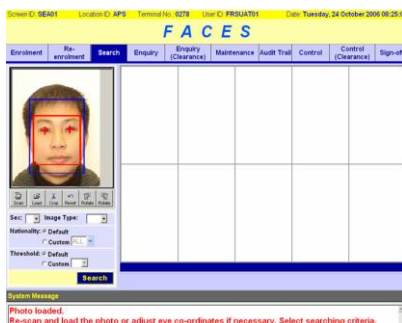 Screen ID: SEA01 Location ID: APS Terminal No.: 0278 User ID: FRSUAT01 Date: Tuesday, 24 October 2006 08:25:
FACES
Enrolment Re-enrolment Search Enquiry Enquiry (Clearance) Maintenance Audit Trail Control Control (Clearance) Sign-of
Scan Load Crop Reset Rotate Rotate
Sex: Image Type:
Nationality: Default
Custom ALL
Threshold: Default
Custom
Search
System Message
Photo loaded.
Re-scan and load the photo or adjust eye co-ordinates if necessary. Select searching criteria.